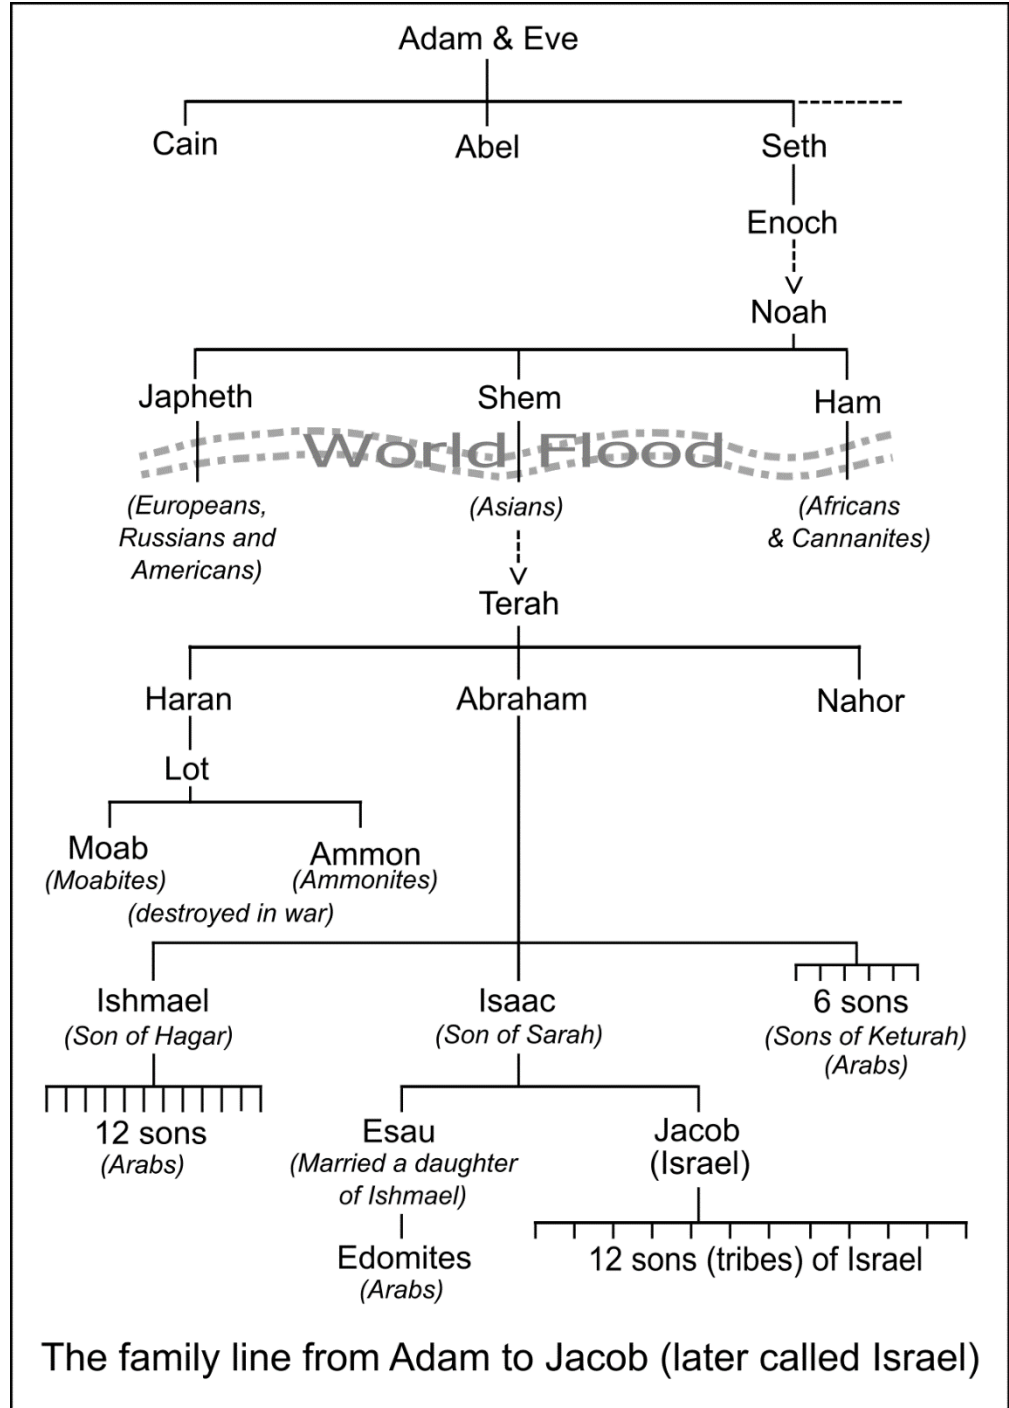 Adam & Eve
Cain
Abel
Seth
Enoch
Noah
Japheth
Shem
Ham
World Flood
(Europeans,
Russians and
Americans)
(Asians)
(Africans
& Cannanites)
Terah
Haran
Abraham
Nahor
Lot
Moab
(Moabites)
Ammon
(Ammonites)
(destroyed in war)
Ishmael
(Son of Hagar)
Isaac
(Son of Sarah)
6 sons
(Sons of Keturah)
(Arabs)
12 sons
(Arabs)
Esau
(Married a daughter
of Ishmael)
Jacob
(Israel)
Edomites
(Arabs)
12 sons (tribes) of Israel
The family line from Adam to Jacob (later called Israel)